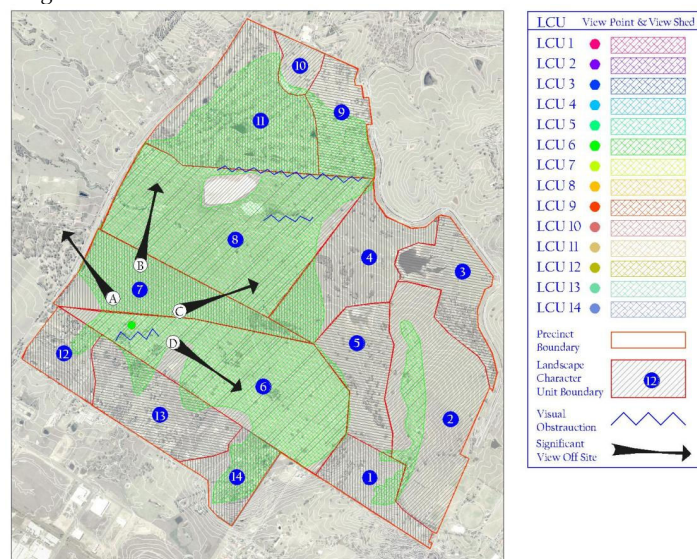 10
9
11
8
4
3
B
A
7
C
D
5
12
6
2
13
14
1
LCU View Point & View Shed
LCU 1
LCU 2
LCU 3
LCU 4
LCU 5
LCU 6
LCU 7
LCU 8
LCU 9
LCU 10
LCU 11
LCU 12
LCU 13
LCU 14
Precinct
Boundary
Landscape
Character
Unit Boundary
12
Visual
Obstrauction
Significant
View Off Site